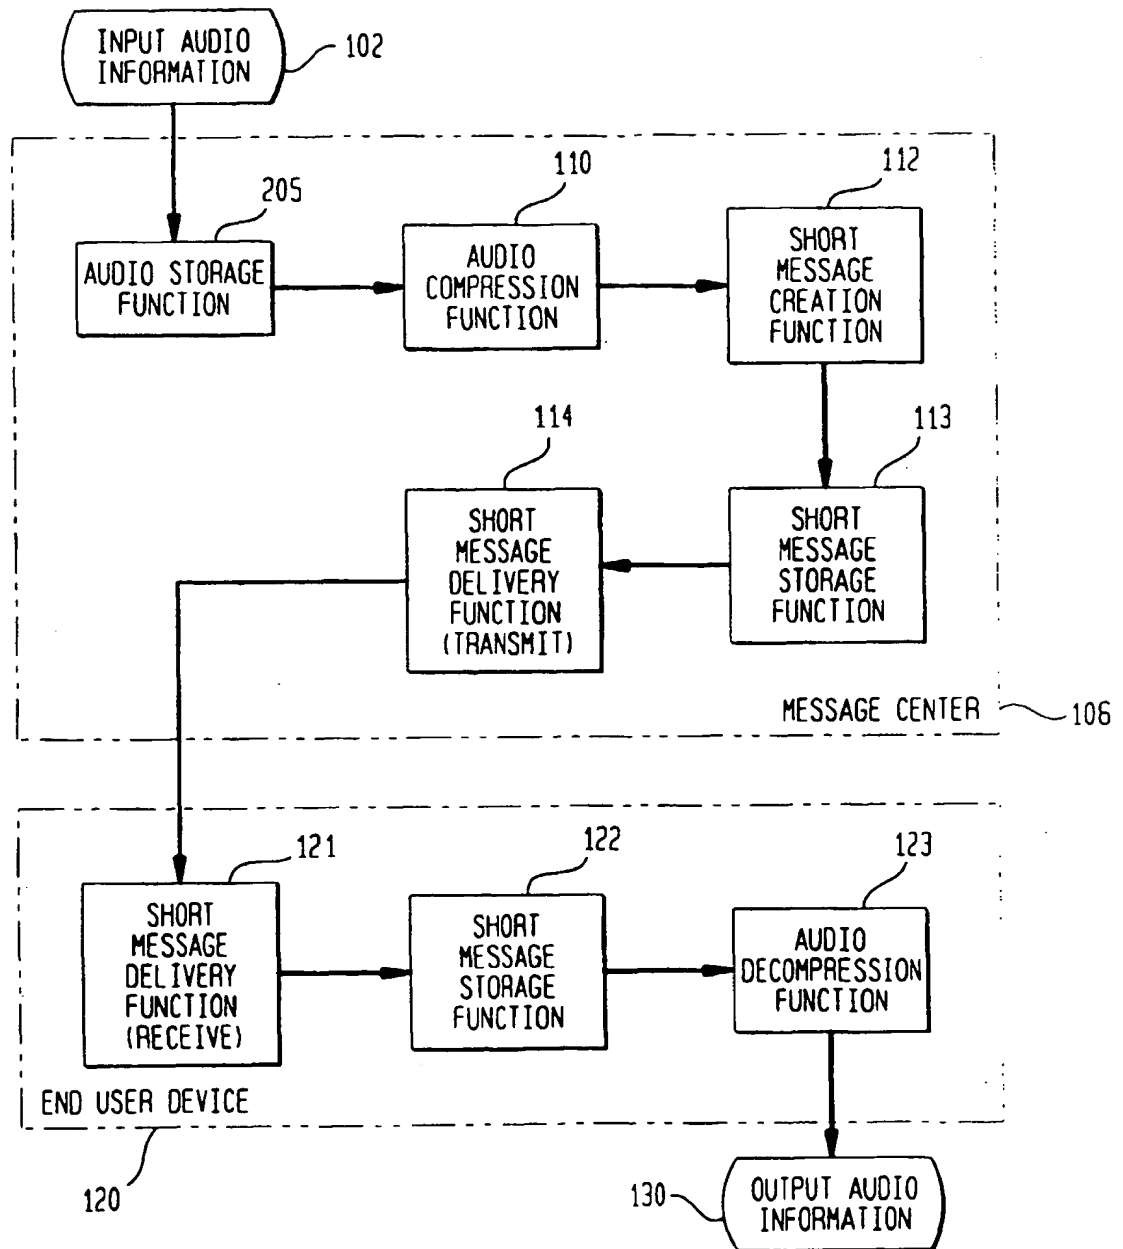 INPUT AUDIO
INFORMATION
102
205
110
112
AUDIO STORAGE
FUNCTION
AUDIO
COMPRESSION
FUNCTION
SHORT
MESSAGE
CREATION
FUNCTION
114
113
SHORT
MESSAGE
DELIVERY
FUNCTION
(TRANSMIT)
SHORT
MESSAGE
STORAGE
FUNCTION
MESSAGE CENTER
106
121
122
123
SHORT
MESSAGE
DELIVERY
FUNCTION
(RECEIVE)
SHORT
MESSAGE
STORAGE
FUNCTION
AUDIO
DECOMPRESSION
FUNCTION
END USER DEVICE
120
130
OUTPUT AUDIO
INFORMATION